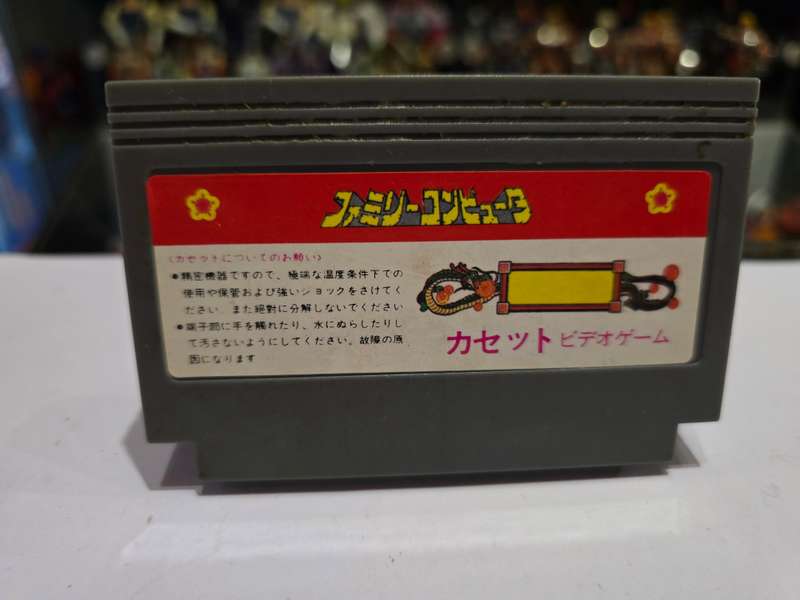 ファミリーコンピュータ
〈カセットについてのお願い〉
●精密機器ですので、極端な温度条件下での
使用や保管および強いショックをさけてく
ださい。また絶対に分解しないでください
●端子部に手を触れたり、水にぬらしたりし
て汚さないようにしてください。故障の原
因になります
カセット ビデオゲーム